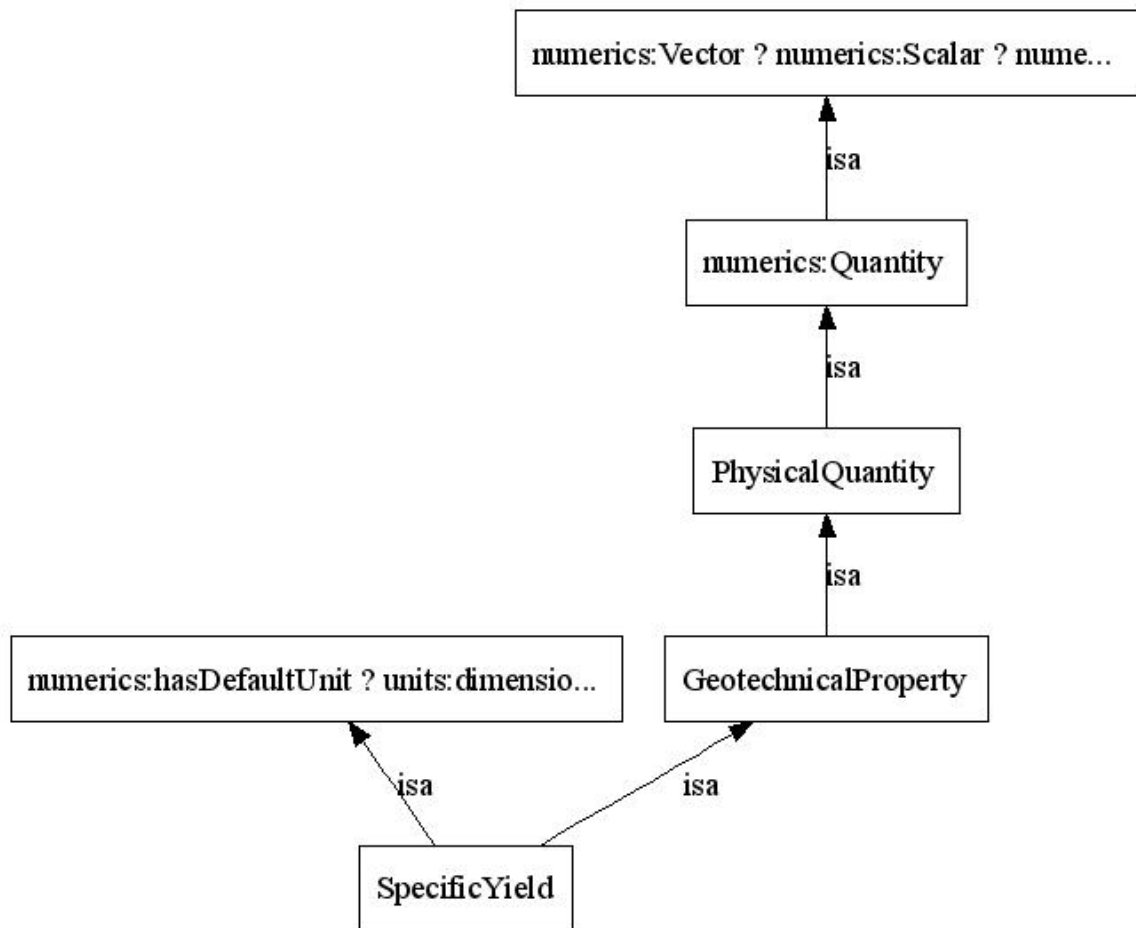 numerics:Vector ? numerics:Scalar ? nume...
isa
numerics:Quantity
isa
PhysicalQuantity
isa
numerics:hasDefaultUnit ? units:dimensio...
GeotechnicalProperty
isa
isa
SpecificYield